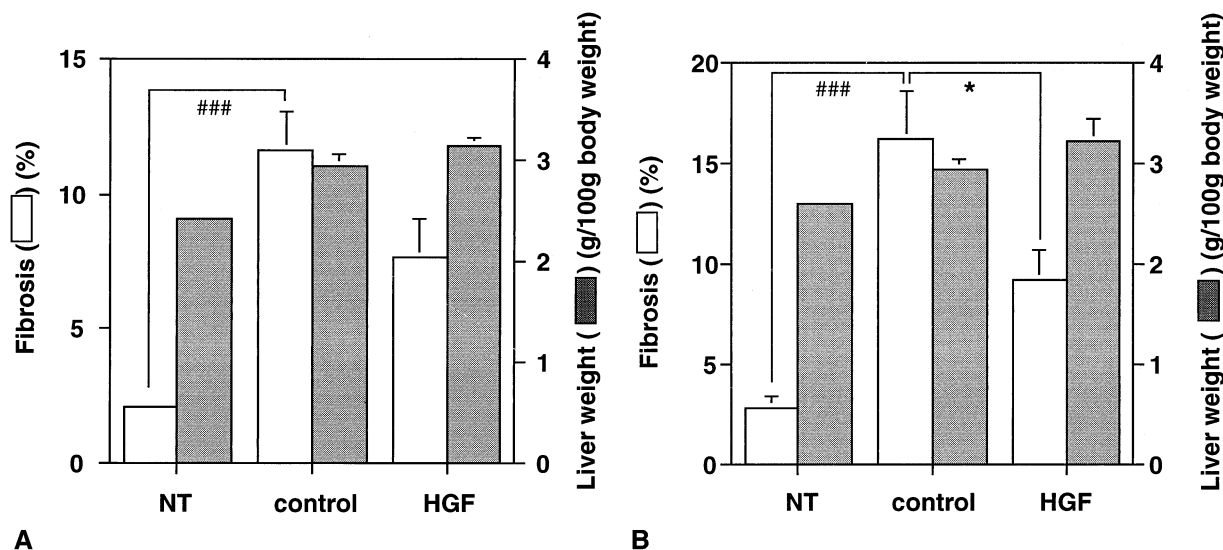 Fibrosis ( ) (%)
15
10
5
0
###
4
3
2
1
0
Liver weight ( ) (g/100g body weight)
NT control HGF
A
Fibrosis ( ) (%)
20
15
10
5
0
###
*
4
3
2
1
0
Liver weight ( ) (g/100g body weight)
NT control HGF
B